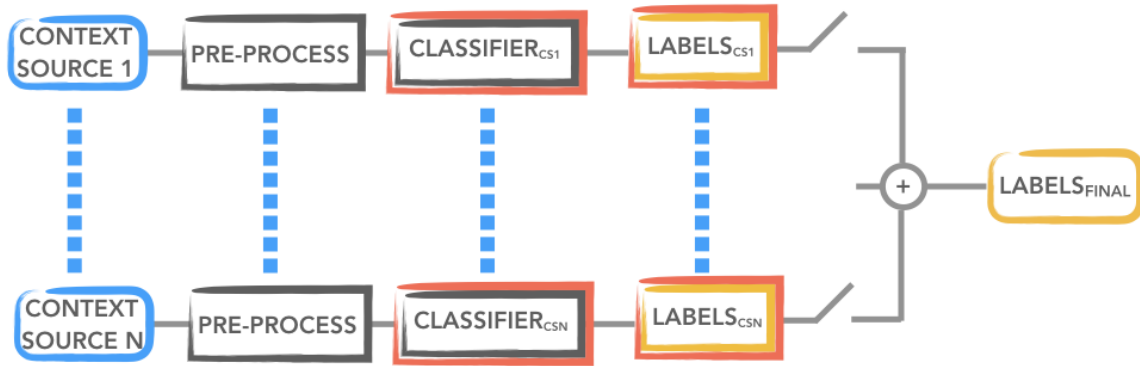 CONTEXT
SOURCE 1
PRE-PROCESS
CLASSIFIERCS1
LABELSCS1
+
LABELSFINAL
CONTEXT
SOURCE N
PRE-PROCESS
CLASSIFIERCSN
LABELSCSN